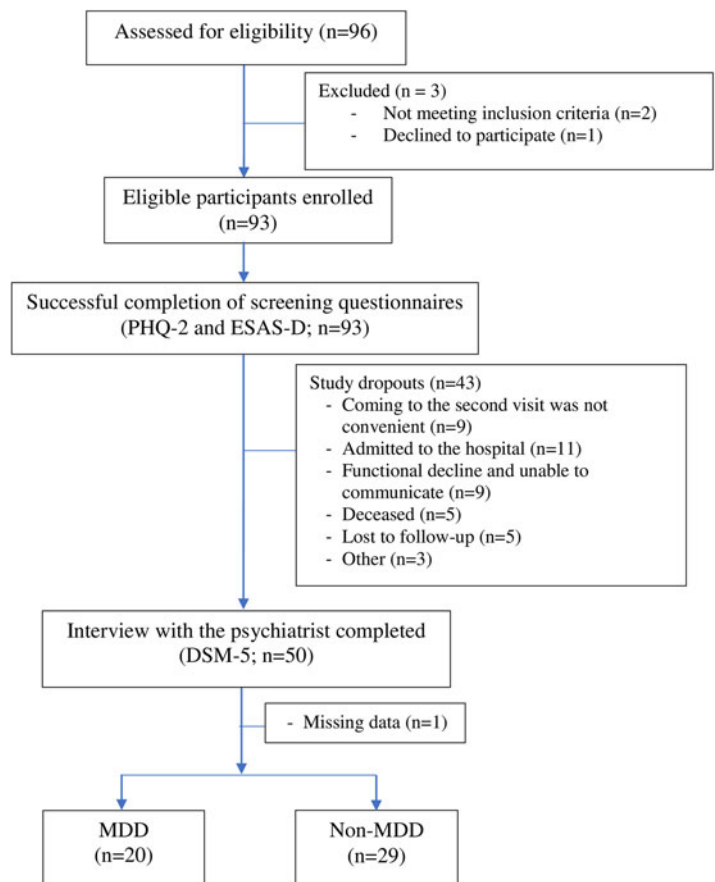 Assessed for eligibility (n=96)
Excluded (n = 3)
- Not meeting inclusion criteria (n=2)
- Declined to participate (n=1)
Eligible participants enrolled
(n=93)
Successful completion of screening questionnaires
(PHQ-2 and ESAS-D; n=93)
Study dropouts (n=43)
- Coming to the second visit was not
convenient (n=9)
- Admitted to the hospital (n=11)
- Functional decline and unable to
communicate (n=9)
- Deceased (n=5)
- Lost to follow-up (n=5)
- Other (n=3)
Interview with the psychiatrist completed
(DSM-5; n=50)
- Missing data (n=1)
MDD
(n=20)
Non-MDD
(n=29)